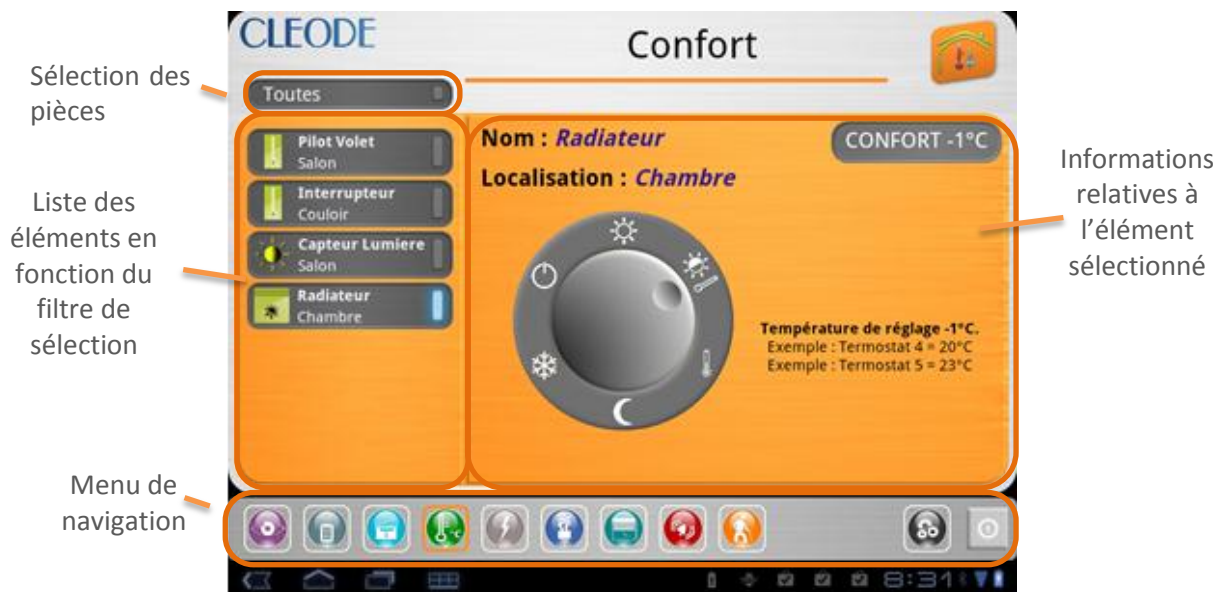 CLEODE
Confort
Sélection des
pièces
Toutes
Pilot Volet
Salon
Interrupteur
Couloir
Capteur Lumiere
Salon
Radiateur
Chambre
Liste des
éléments en
fonction du
filtre de
sélection
Nom : Radiateur
CONFORT -1°C
Localisation : Chambre
Température de réglage -1°C.
Exemple : Termostat 4 = 20°C
Exemple : Termostat 5 = 23°C
Informations
relatives à
l'élément
sélectionné
Menu de
navigation
°C
8:31